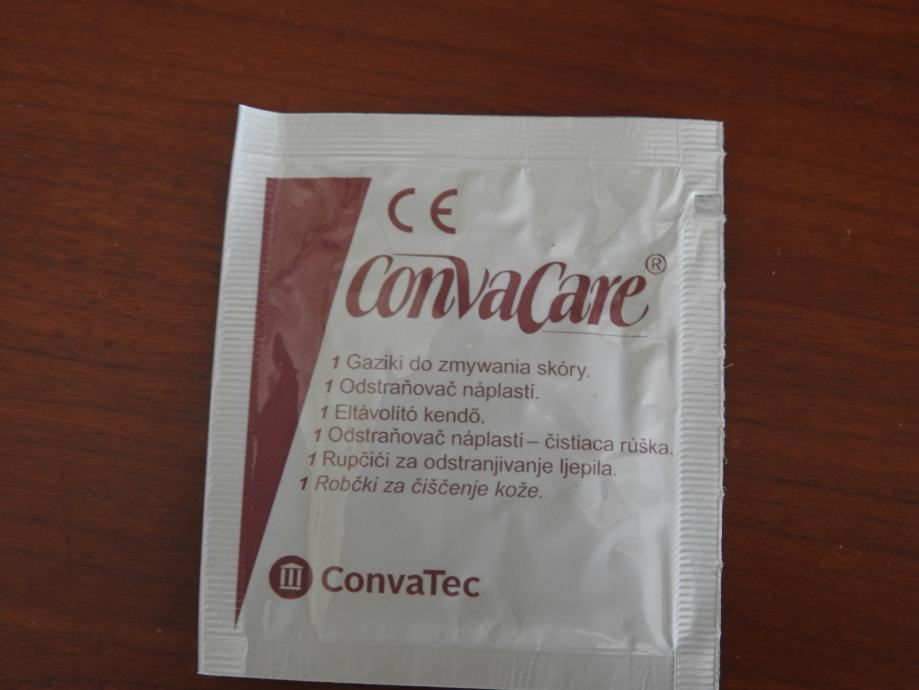 CE
ConvaCare®
1 Gaziki do zmywania skóry.
1 Odstraňovač náplastí.
1 Eltávolító kendő.
1 Odstraňovač náplastí – čistiaca rúška.
1 Rupčići za odstranjivanje ljepila.
1 Robčki za čiščenje kože.
ConvaTec